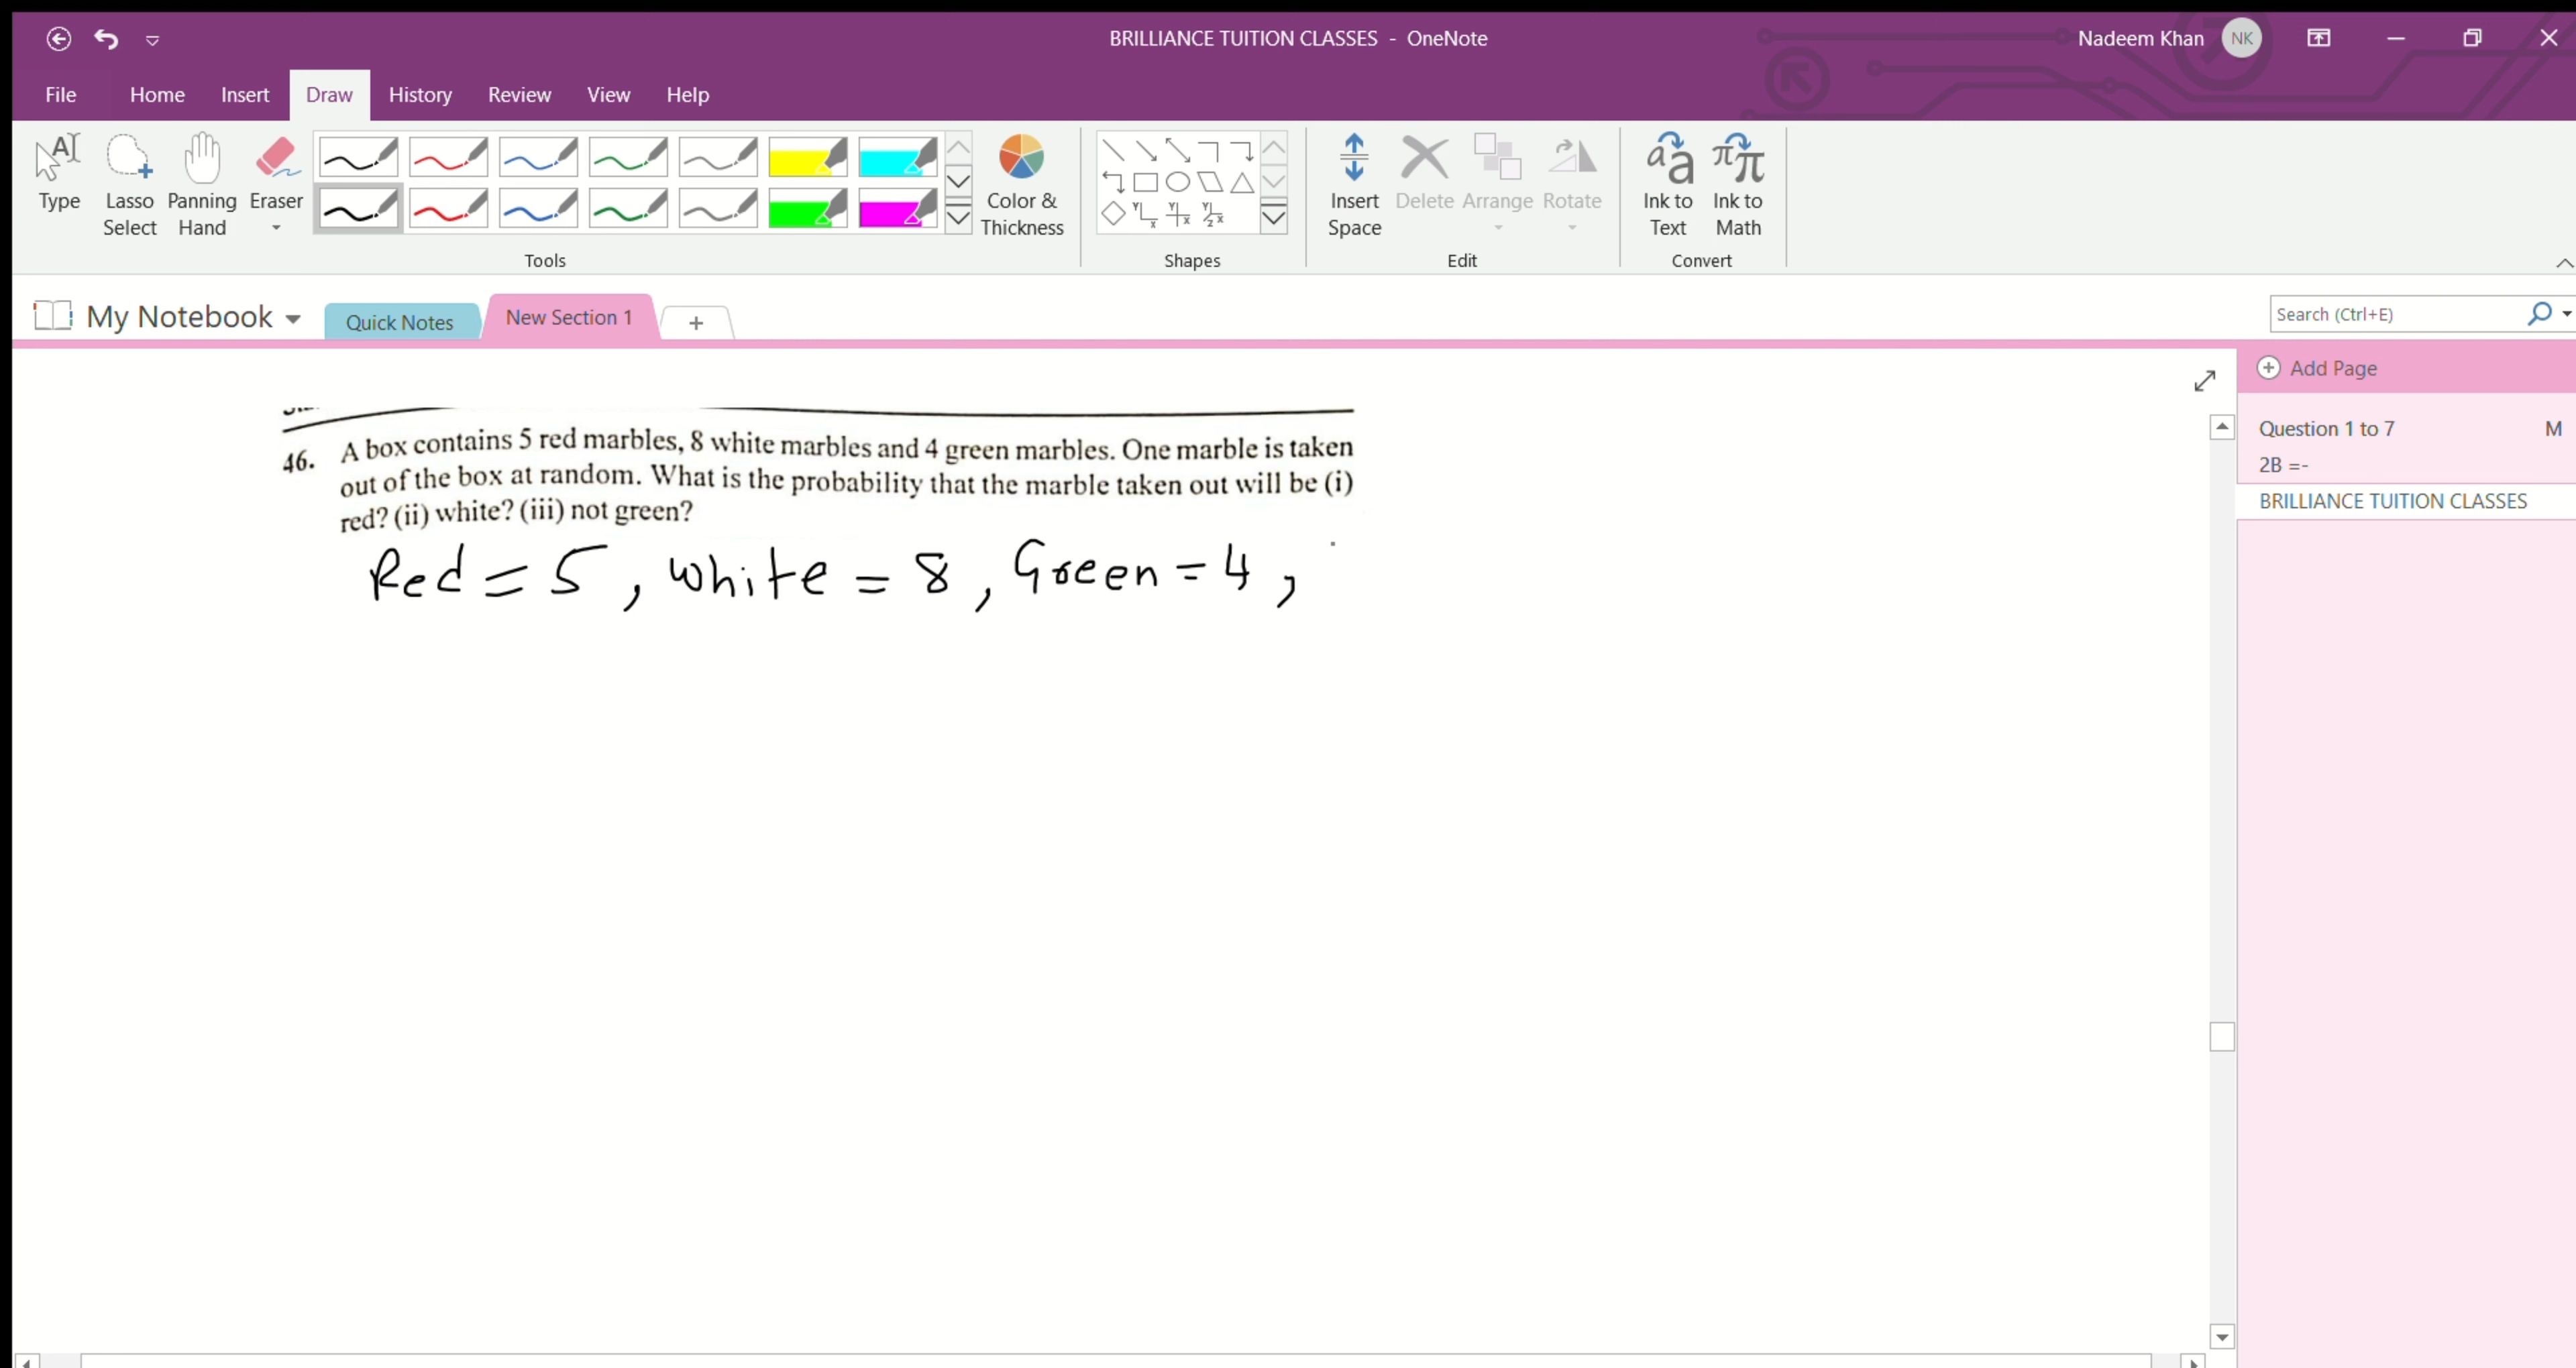 BRILLIANCE TUITION CLASSES - OneNote
Nadeem Khan NK
File Home Insert Draw History Review View Help
Type
Lasso Select
Panning Hand
Eraser
Color & Thickness
Insert Space
Delete Arrange Rotate
Ink to Text
Ink to Math
Tools Shapes Edit Convert
My Notebook Quick Notes New Section 1 +
Search (Ctrl+E)
Add Page
Question 1 to 7 M
2B =-
BRILLIANCE TUITION CLASSES
46. A box contains 5 red marbles, 8 white marbles and 4 green marbles. One marble is taken
out of the box at random. What is the probability that the marble taken out will be (i)
red? (ii) white? (iii) not green?
Red = 5 , white = 8 , Green = 4 ,